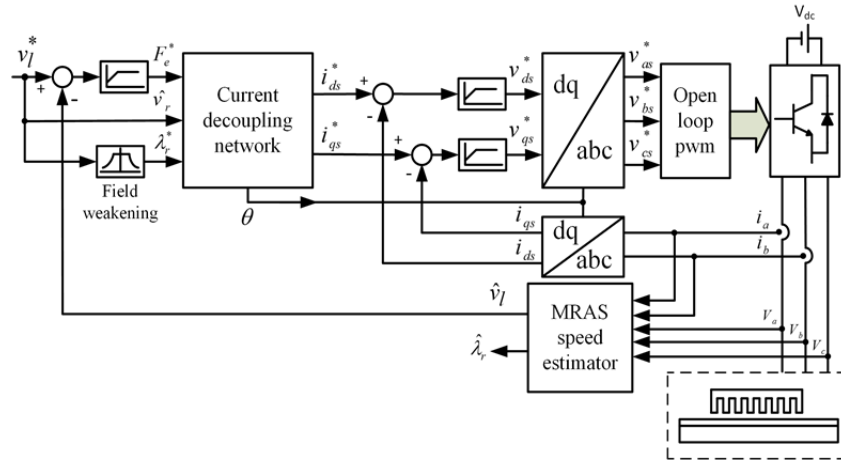 V_dc
v_l^*
+
-
F_e^*
v̂_r
λ_r^*
Field
weakening
Current
decoupling
network
θ
i_ds^*
i_qs^*
+
-
+
-
v_ds^*
v_qs^*
dq
abc
v_as^*
v_bs^*
v_cs^*
Open
loop
pwm
i_qs
i_ds
dq
abc
i_a
i_b
v̂_l
λ̂_r
MRAS
speed
estimator
V_a
V_b
V_c